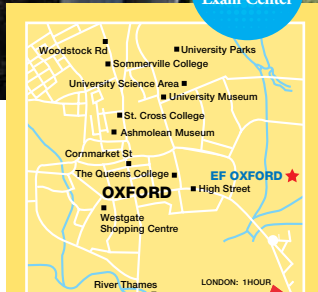 Exam Center
Woodstock Rd
University Parks
Sommerville College
University Science Area
University Museum
St. Cross College
Ashmolean Museum
Cornmarket St
The Queens College
EF OXFORD
OXFORD
High Street
Westgate
Shopping Centre
River Thames
LONDON: 1HOUR